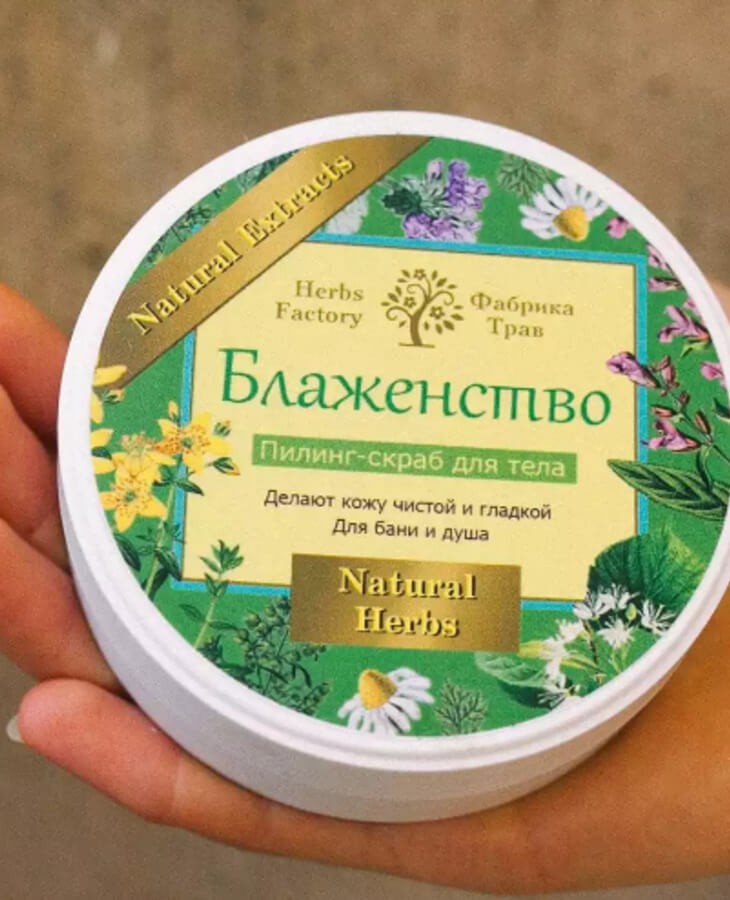 Natural Extracts
Herbs
Factory
Фабрика
Трав
Блаженство
Пилинг-скраб для тела
Делают кожу чистой и гладкой
Для бани и душа
Natural
Herbs